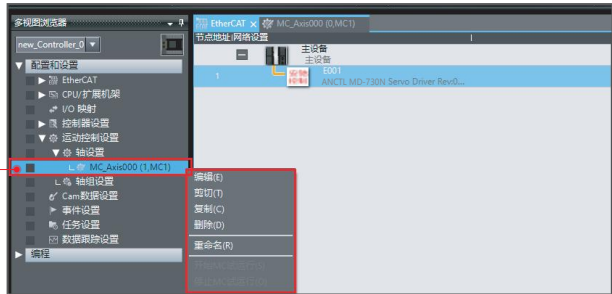 多视图浏览器
new_Controller_0
配置和设置
EtherCAT
CPU/扩展机架
I/O 映射
控制器设置
运动控制设置
轴设置
MC_Axis000 (1,MC1)
轴组设置
Cam数据设置
事件设置
任务设置
数据跟踪设置
编程
EtherCAT
MC_Axis000 (0,MC1)
节点地址|网络设置
主设备
主设备
1
E001
ANCTL MD-730N Servo Driver Rev:0...
编辑(E)
剪切(T)
复制(C)
删除(D)
重命名(R)